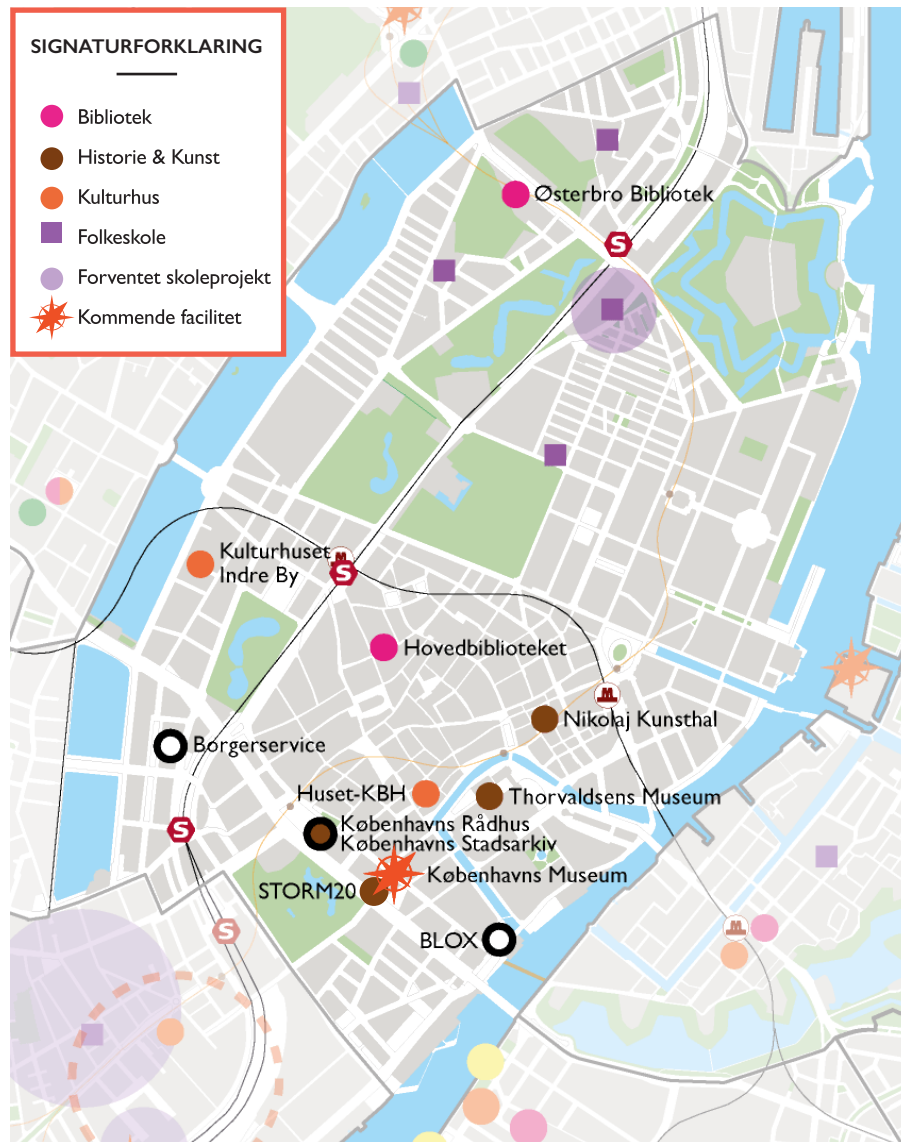 SIGNATURFORKLARING
Bibliotek
Historie & Kunst
Kulturhus
Folkeskole
Forventet skoleprojekt
Kommende facilitet
Østerbro Bibliotek
S
Kulturhuset
Indre By
M
S
Hovedbiblioteket
M
Nikolaj Kunsthal
Borgerservice
Huset-KBH
Thorvaldsens Museum
S
Københavns Rådhus
Københavns Stadsarkiv
Københavns Museum
STORM20
S
M
BLOX